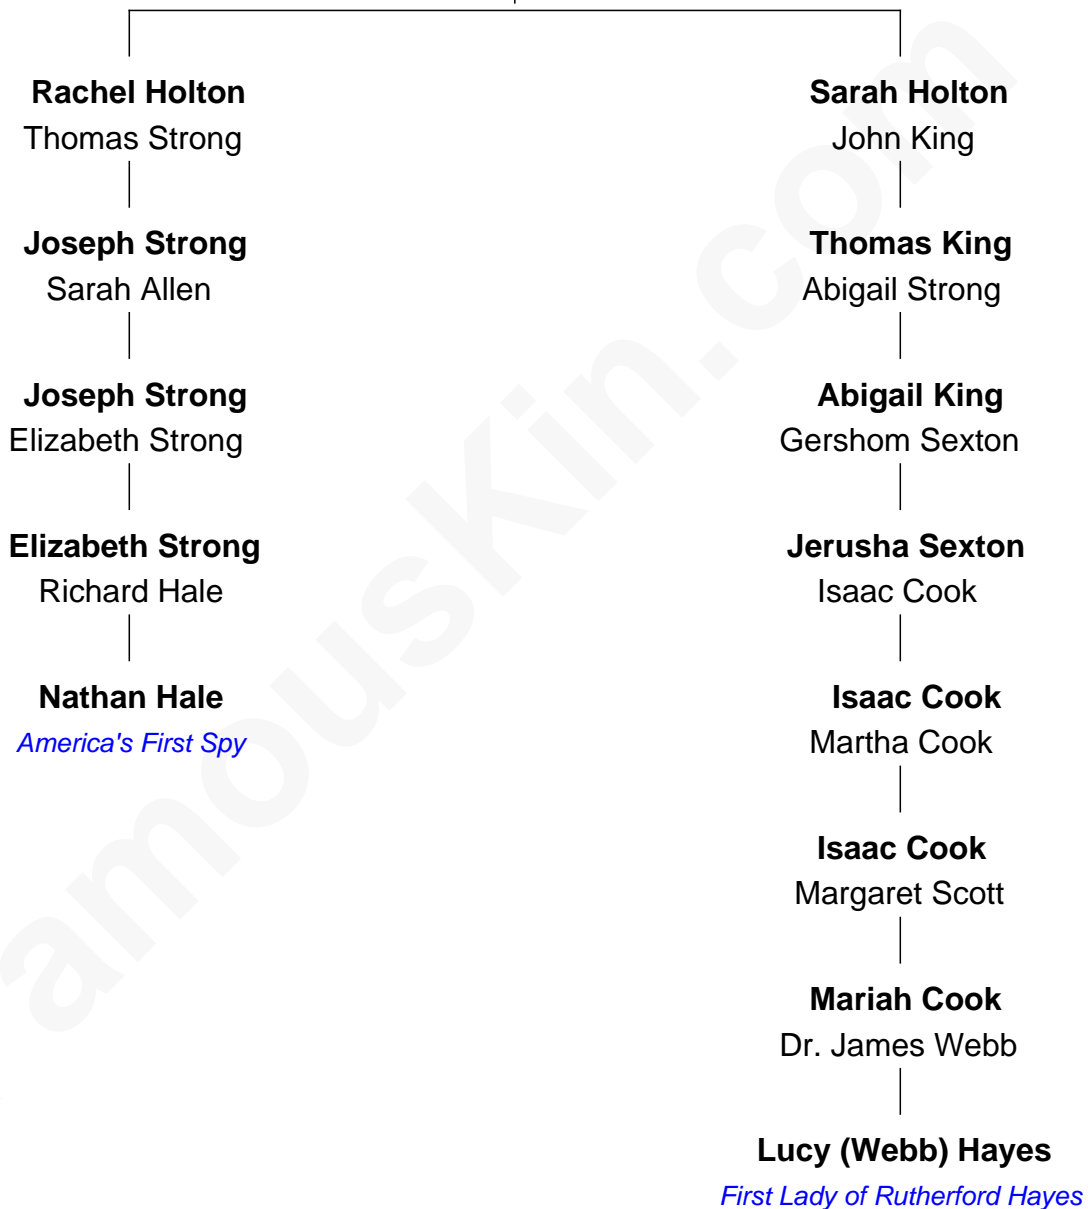 Rachel Holton
Thomas Strong
Joseph Strong
Sarah Allen
Joseph Strong
Elizabeth Strong
Elizabeth Strong
Richard Hale
Nathan Hale
America's First Spy
Sarah Holton
John King
Thomas King
Abigail Strong
Abigail King
Gershom Sexton
Jerusha Sexton
Isaac Cook
Isaac Cook
Martha Cook
Isaac Cook
Margaret Scott
Mariah Cook
Dr. James Webb
Lucy (Webb) Hayes
First Lady of Rutherford Hayes
amousKin.com